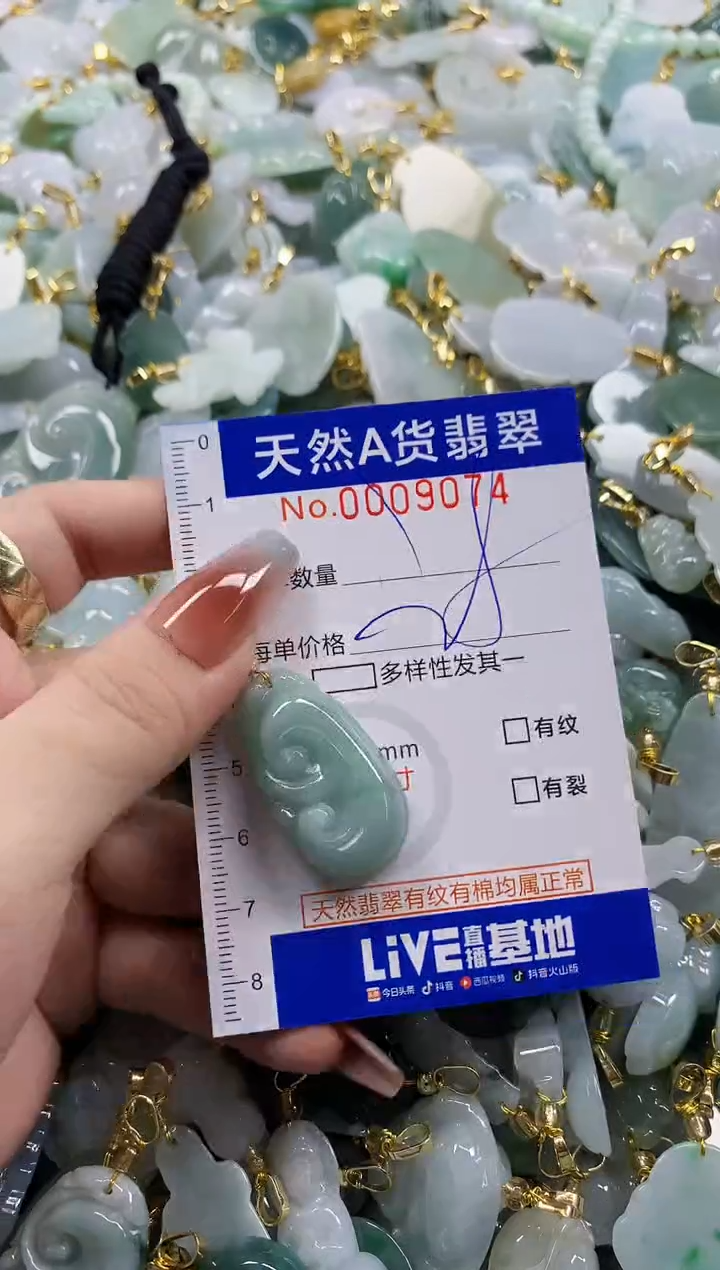 0
天然A货翡翠
1
No.0009074
数量
每单价格
多样性发其一
mm
有纹
5
寸
有裂
6
7
天然翡翠有纹有棉均属正常
LiVE直播基地
8
今日头条 抖音 西瓜视频 抖音火山版